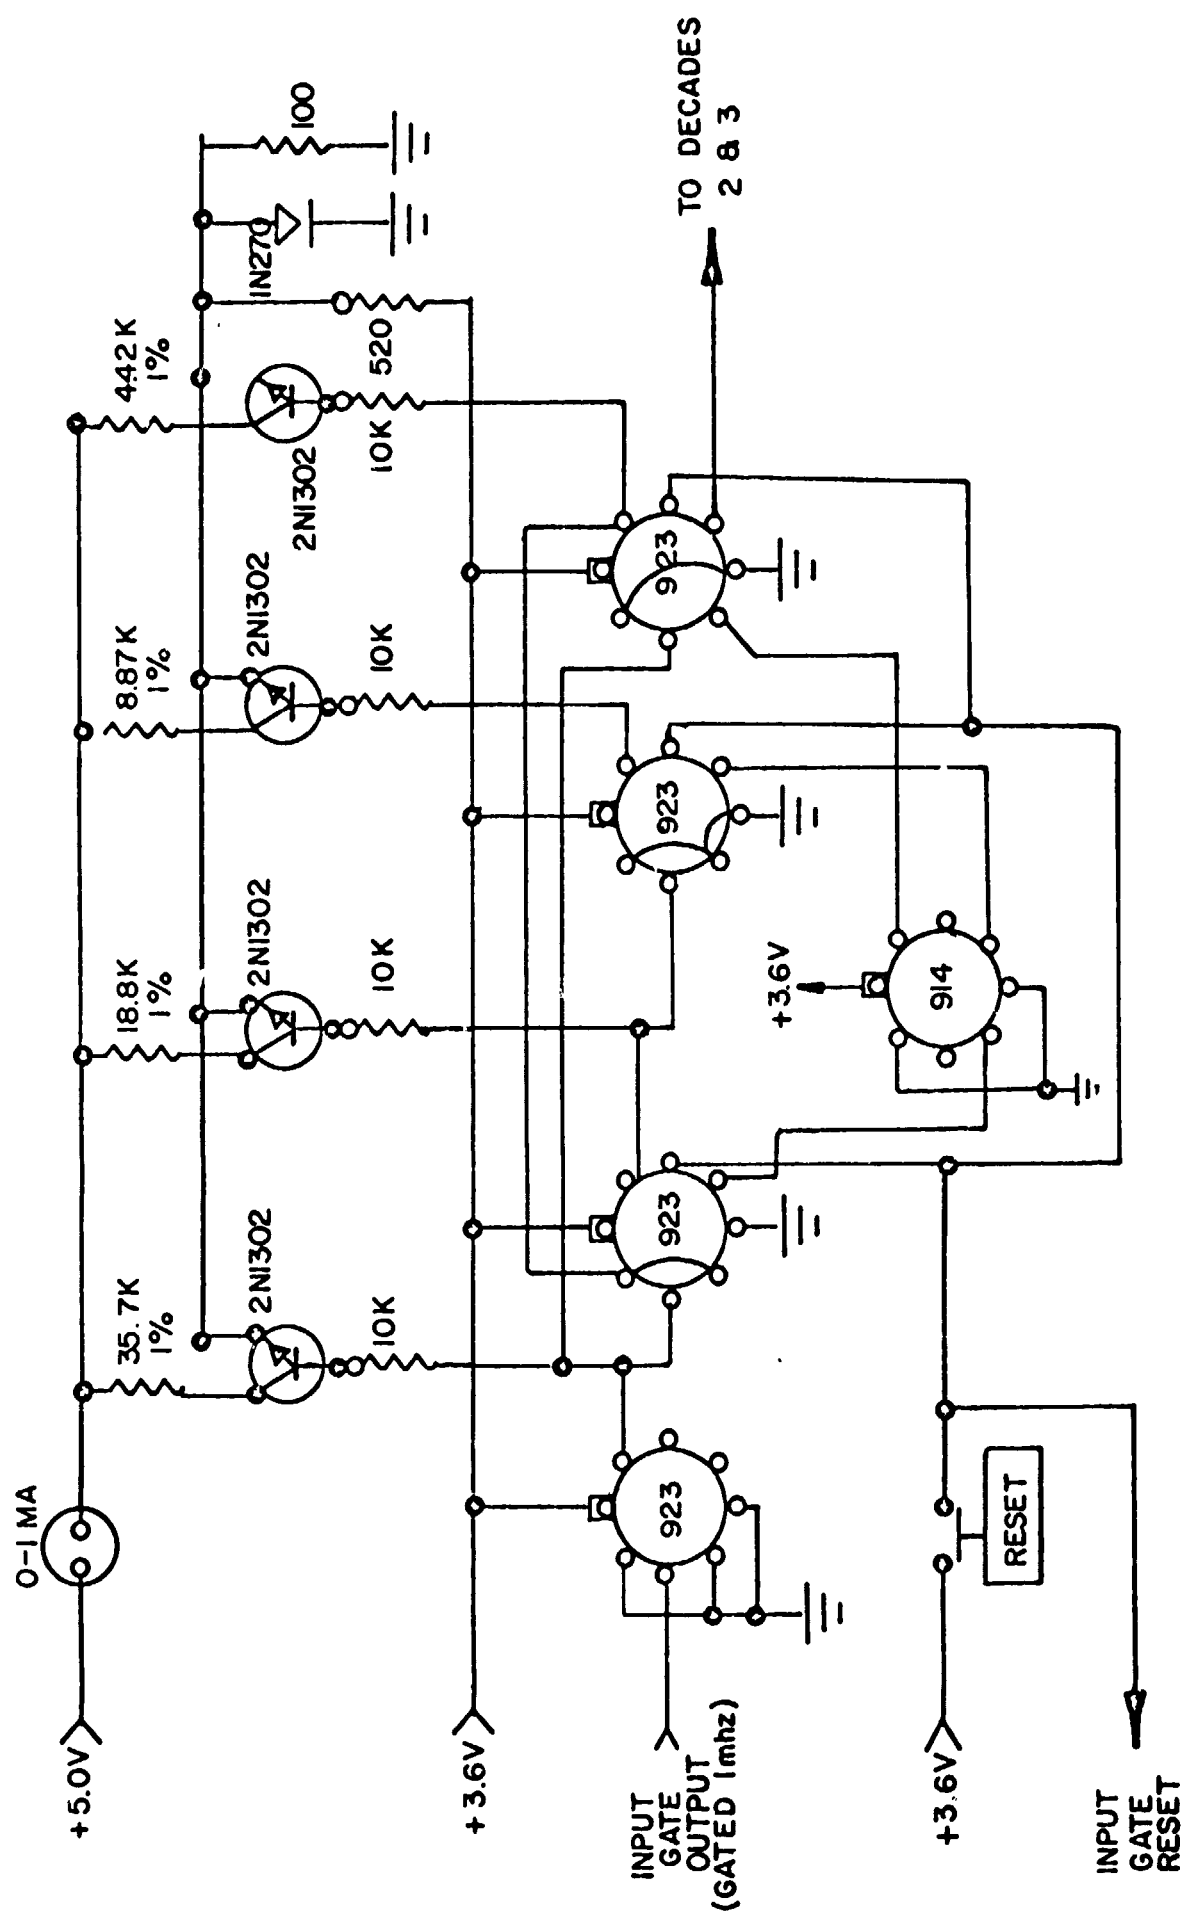 0-1 MA
+5.0V
35.7K
1%
18.8K
1%
8.87K
1%
4.42K
1%
2N1302
2N1302
2N1302
2N1302
1N270
100
10K
10K
10K
10K
520
+3.6V
923
923
923
923
INPUT
GATE
OUTPUT
(GATED 1mhz)
TO DECADES
2 & 3
+3.6V
914
+3.6V
RESET
INPUT
GATE
RESET